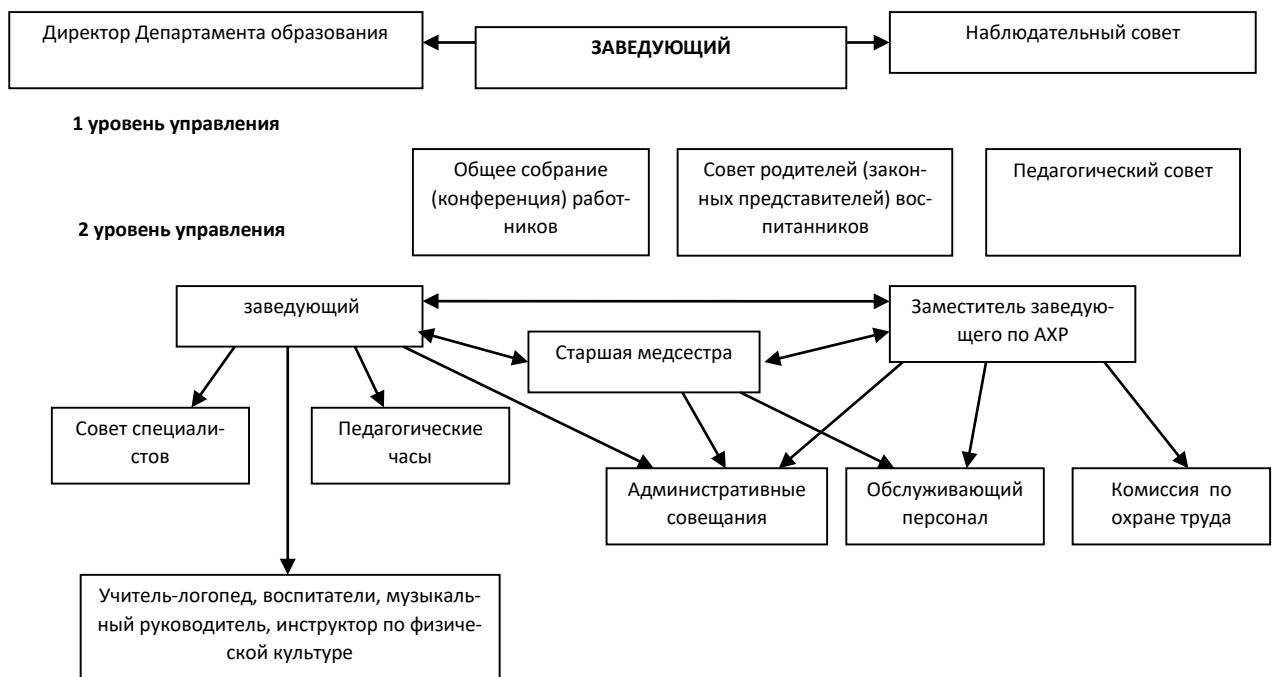 Директор Департамента образования
ЗАВЕДУЮЩИЙ
Наблюдательный совет
1 уровень управления
Общее собрание
(конференция) работ-
ников
Совет родителей (закон-
ных представителей) вос-
питанников
Педагогический совет
2 уровень управления
заведующий
Заместитель заведую-
щего по АХР
Старшая медсестра
Совет специали-
стов
Педагогические
часы
Административные
совещания
Обслуживающий
персонал
Комиссия по
охране труда
Учитель-логопед, воспитатели, музыкаль-
ный руководитель, инструктор по физиче-
ской культуре